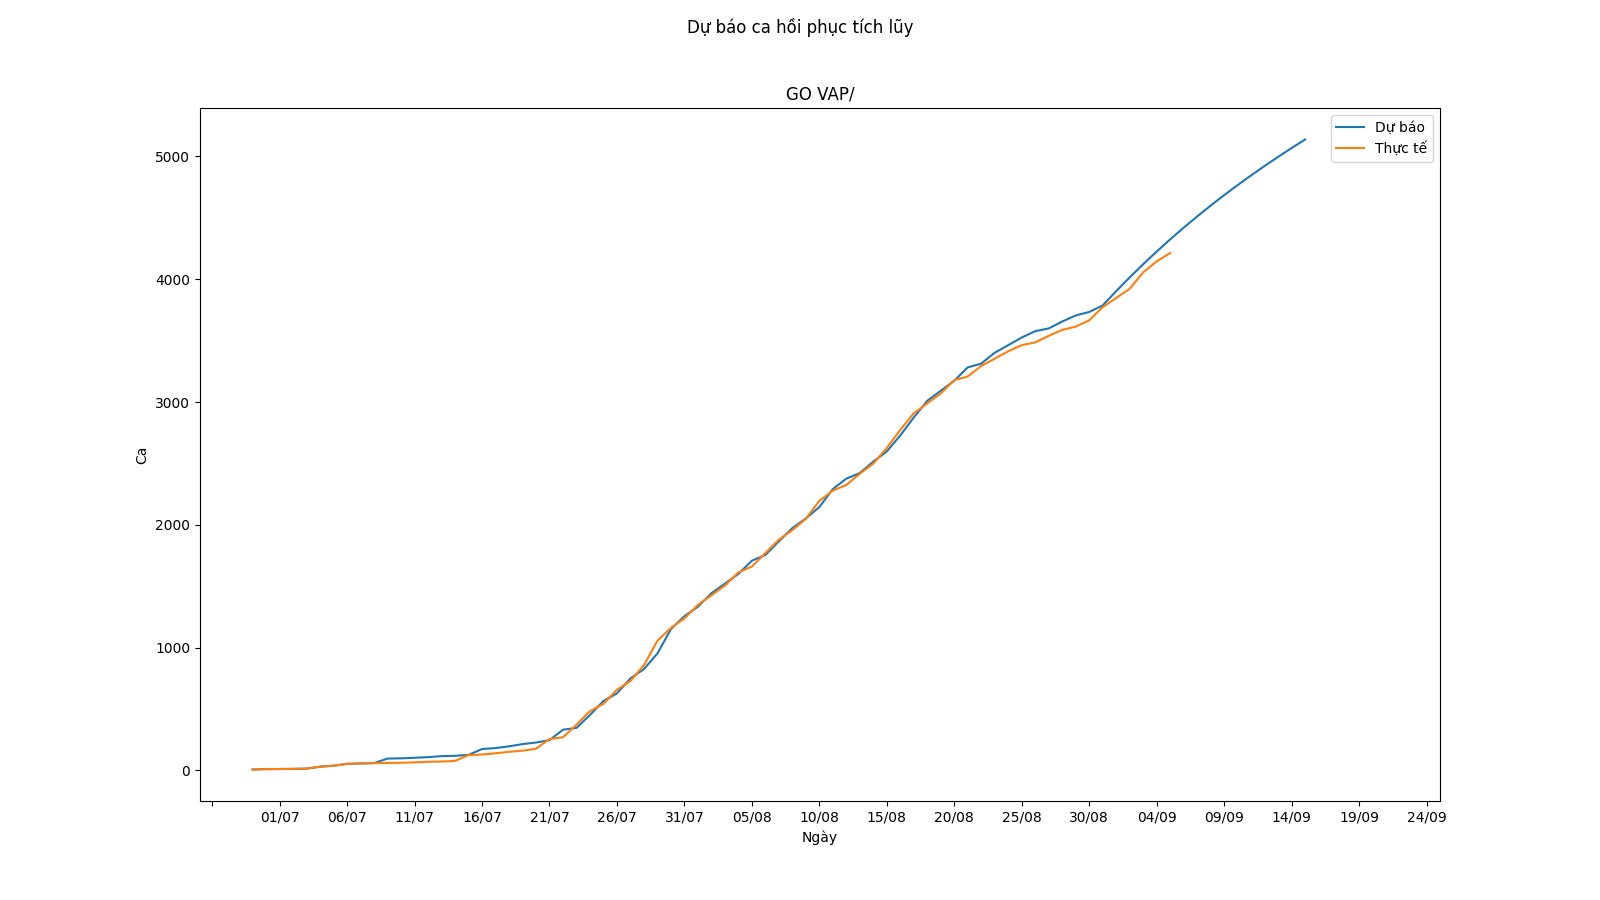 Dự báo ca hồi phục tích lũy
GO VAP/
Dự báo
Thực tế
5000
4000
3000
2000
1000
0
Ca
01/07 06/07 11/07 16/07 21/07 26/07 31/07 05/08 10/08 15/08 20/08 25/08 30/08 04/09 09/09 14/09 19/09 24/09
Ngày